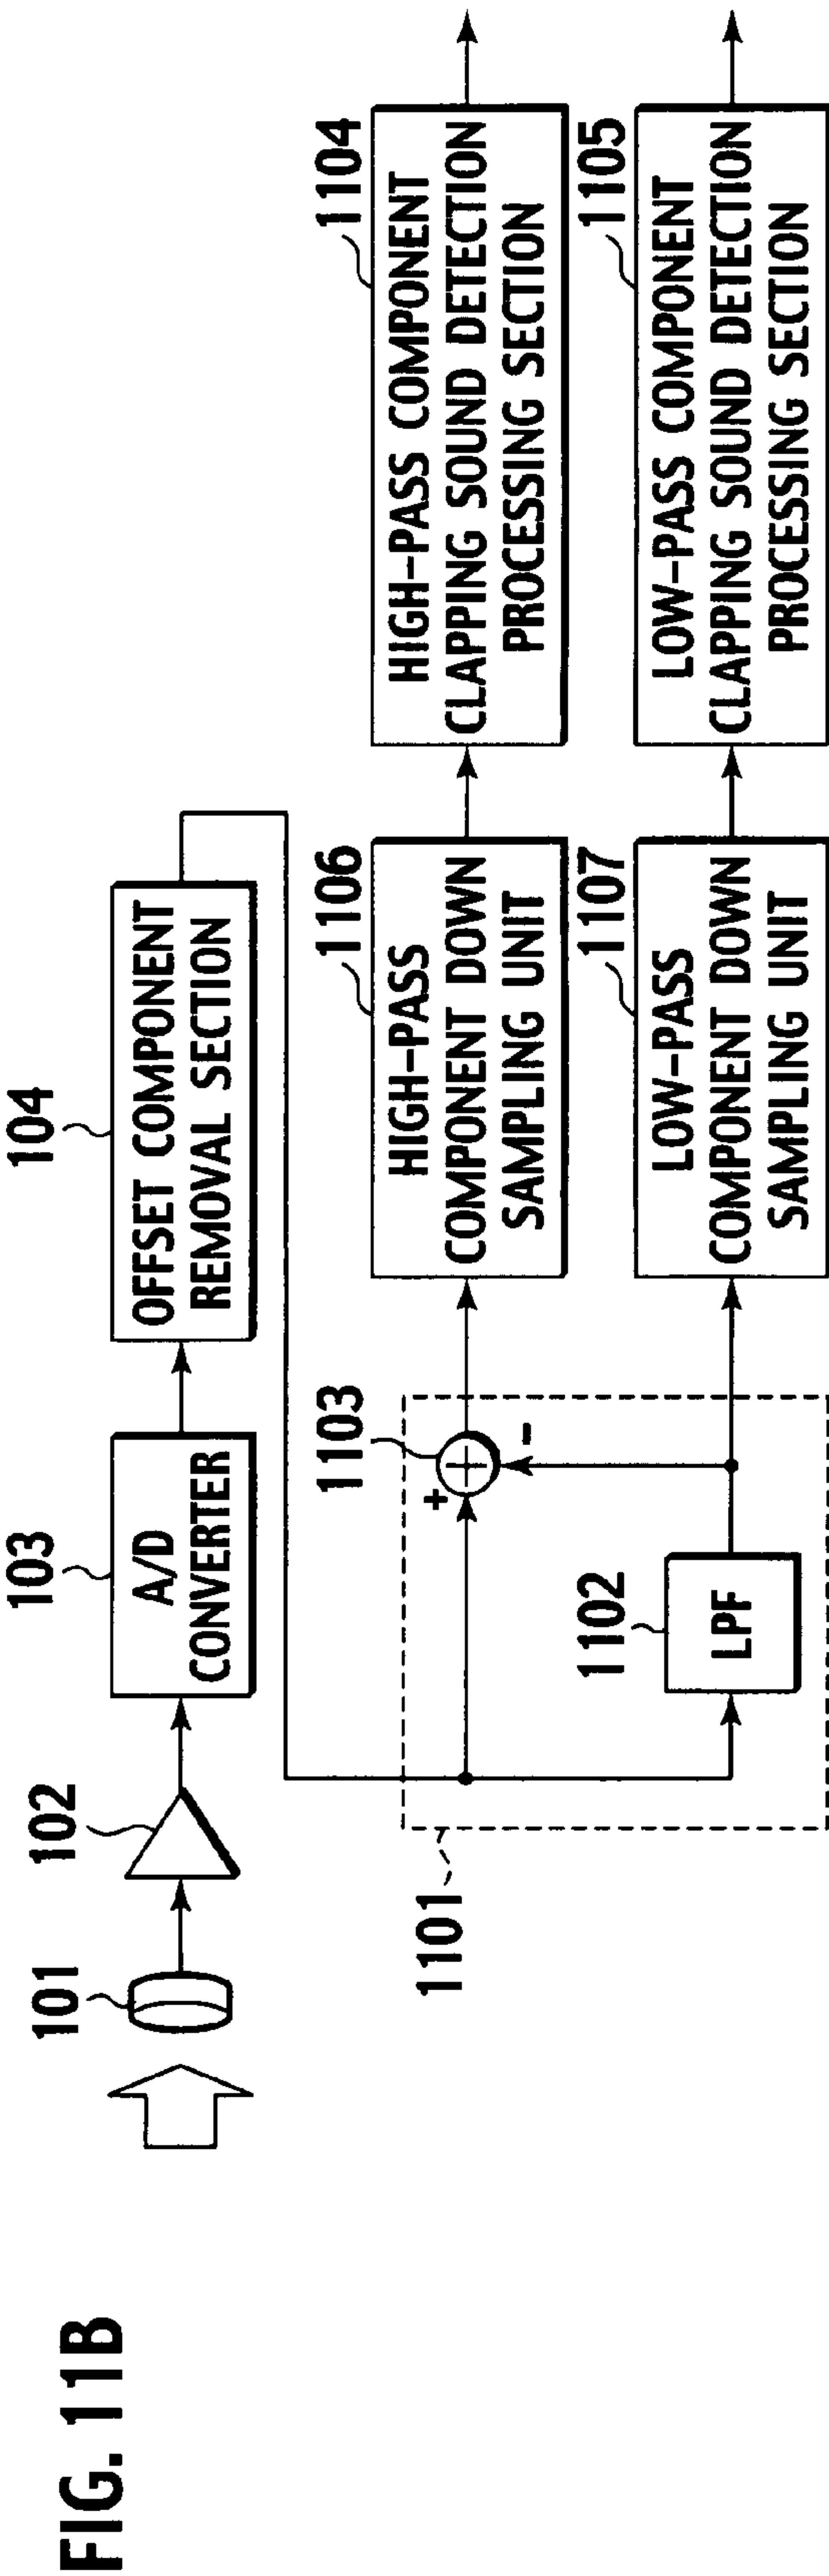 FIG. 11B
101
102
103
A/D
CONVERTER
104
OFFSET COMPONENT
REMOVAL SECTION
1101
1102
LPF
1103
+
-
1106
HIGH-PASS
COMPONENT DOWN
SAMPLING UNIT
1104
HIGH-PASS COMPONENT
CLAPPING SOUND DETECTION
PROCESSING SECTION
1107
LOW-PASS
COMPONENT DOWN
SAMPLING UNIT
1105
LOW-PASS COMPONENT
CLAPPING SOUND DETECTION
PROCESSING SECTION